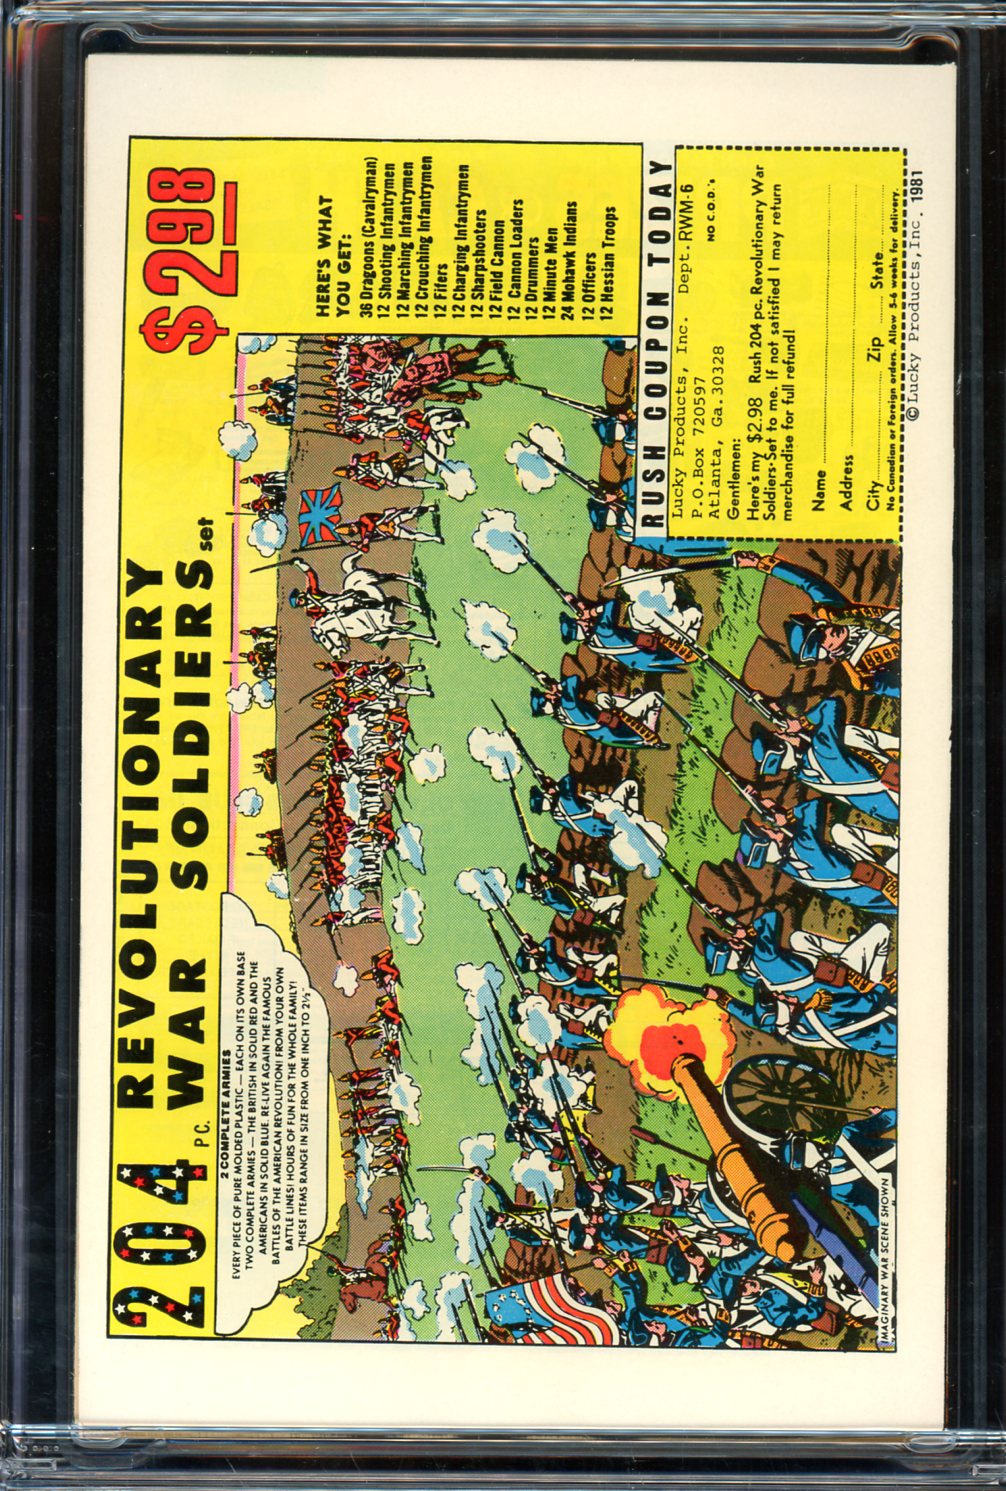 204 PC. REVOLUTIONARY
WAR SOLDIERS set
$2.98
2 COMPLETE ARMIES
EVERY PIECE OF PURE MOLDED PLASTIC — EACH ON ITS OWN BASE
TWO COMPLETE ARMIES — THE BRITISH IN SOLID RED AND THE
AMERICANS IN SOLID BLUE. RE-LIVE AGAIN THE FAMOUS
BATTLES OF THE AMERICAN REVOLUTION! FROM YOUR OWN
BATTLE LINES! HOURS OF FUN FOR THE WHOLE FAMILY!
THESE ITEMS RANGE IN SIZE FROM ONE INCH TO 2½"
HERE'S WHAT
YOU GET:
36 Dragoons (Cavalryman)
12 Shooting Infantrymen
12 Marching Infantrymen
12 Crouching Infantrymen
12 Fifers
12 Charging Infantrymen
12 Sharpshooters
12 Field Cannon
12 Cannon Loaders
12 Drummers
12 Minute Men
24 Mohawk Indians
12 Officers
12 Hessian Troops
RUSH COUPON TODAY
Lucky Products, Inc. Dept. RWM-6
P.O.Box 720597
Atlanta, Ga. 30328 NO C.O.D.'s
Gentlemen:
Here's my $2.98 Rush 204 pc. Revolutionary War
Soldiers·Set to me. If not satisfied I may return
merchandise for full refund!
Name
Address
City Zip State
No Canadian or Foreign orders. Allow 5-6 weeks for delivery.
©Lucky Products,Inc. 1981
IMAGINARY WAR SCENE SHOWN